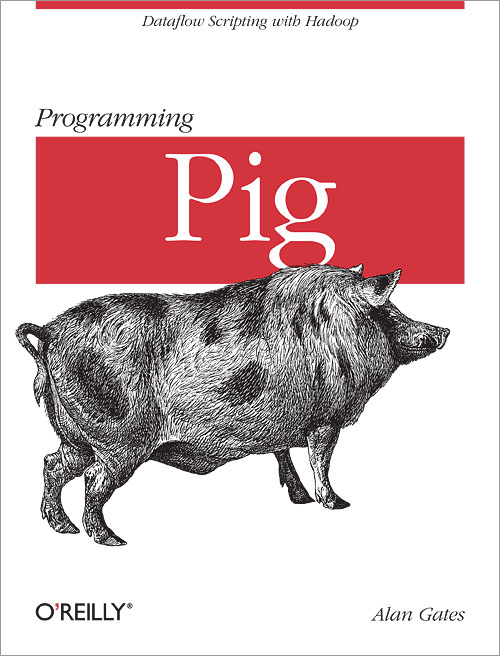 Dataflow Scripting with Hadoop
Programming
Pig
O'REILLY®
Alan Gates